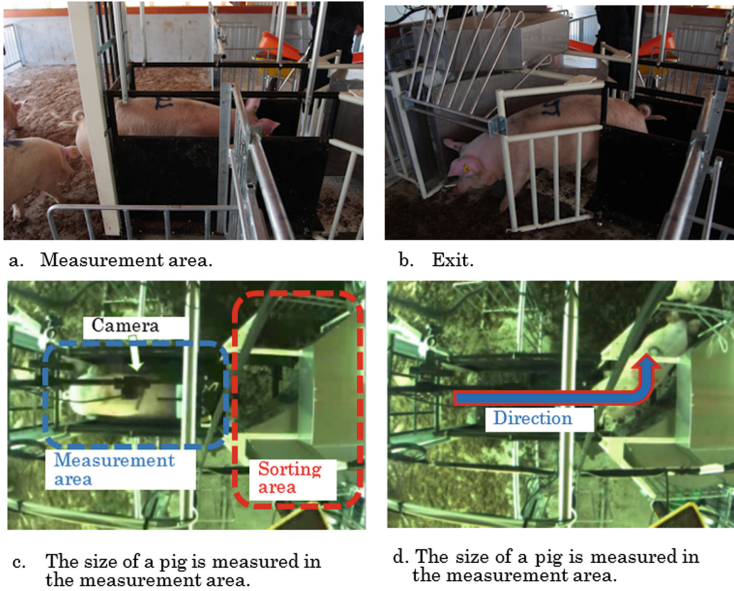 a. Measurement area.
b. Exit.
Camera
Measurement
area
Sorting
area
Direction
c. The size of a pig is measured in
the measurement area.
d. The size of a pig is measured in
the measurement area.